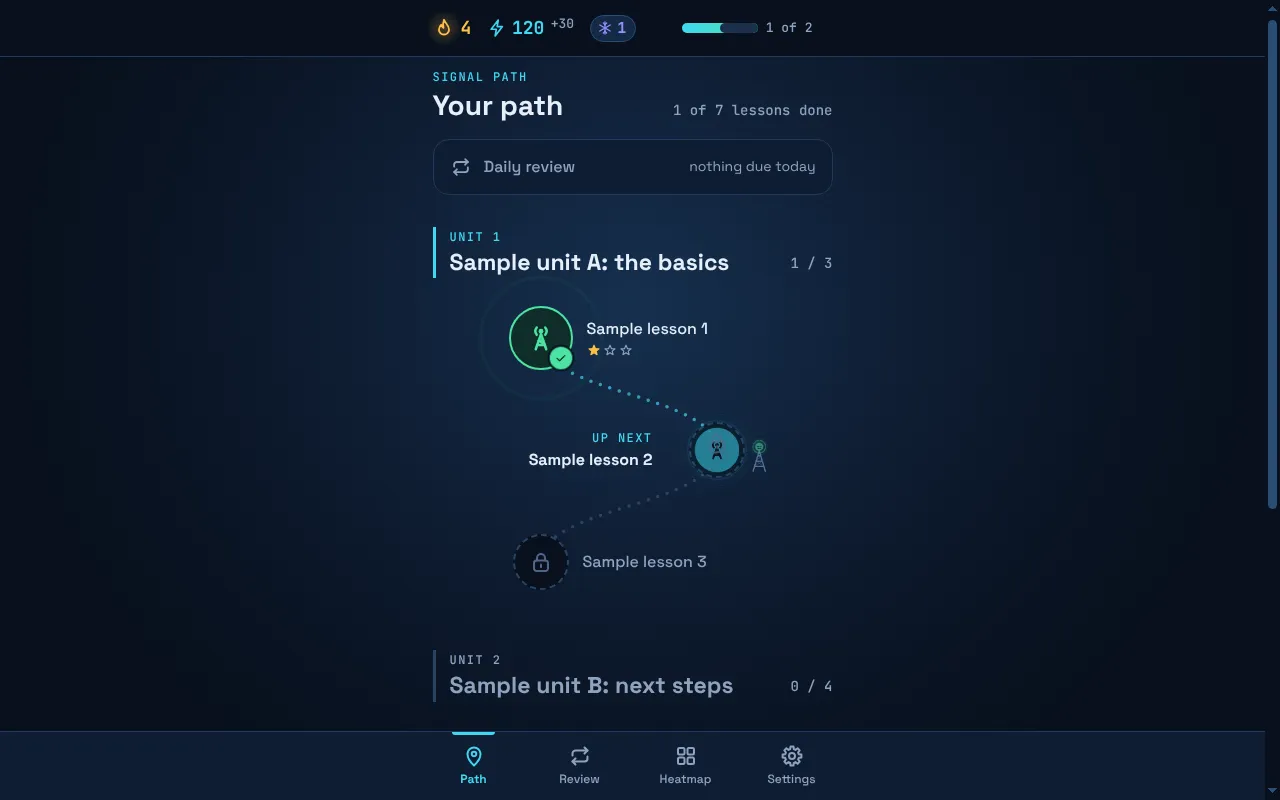 4 120 +30 1 1 of 2
SIGNAL PATH
Your path 1 of 7 lessons done
Daily review nothing due today
UNIT 1
Sample unit A: the basics 1 / 3
Sample lesson 1
UP NEXT
Sample lesson 2
Sample lesson 3
UNIT 2
Sample unit B: next steps 0 / 4
Path Review Heatmap Settings